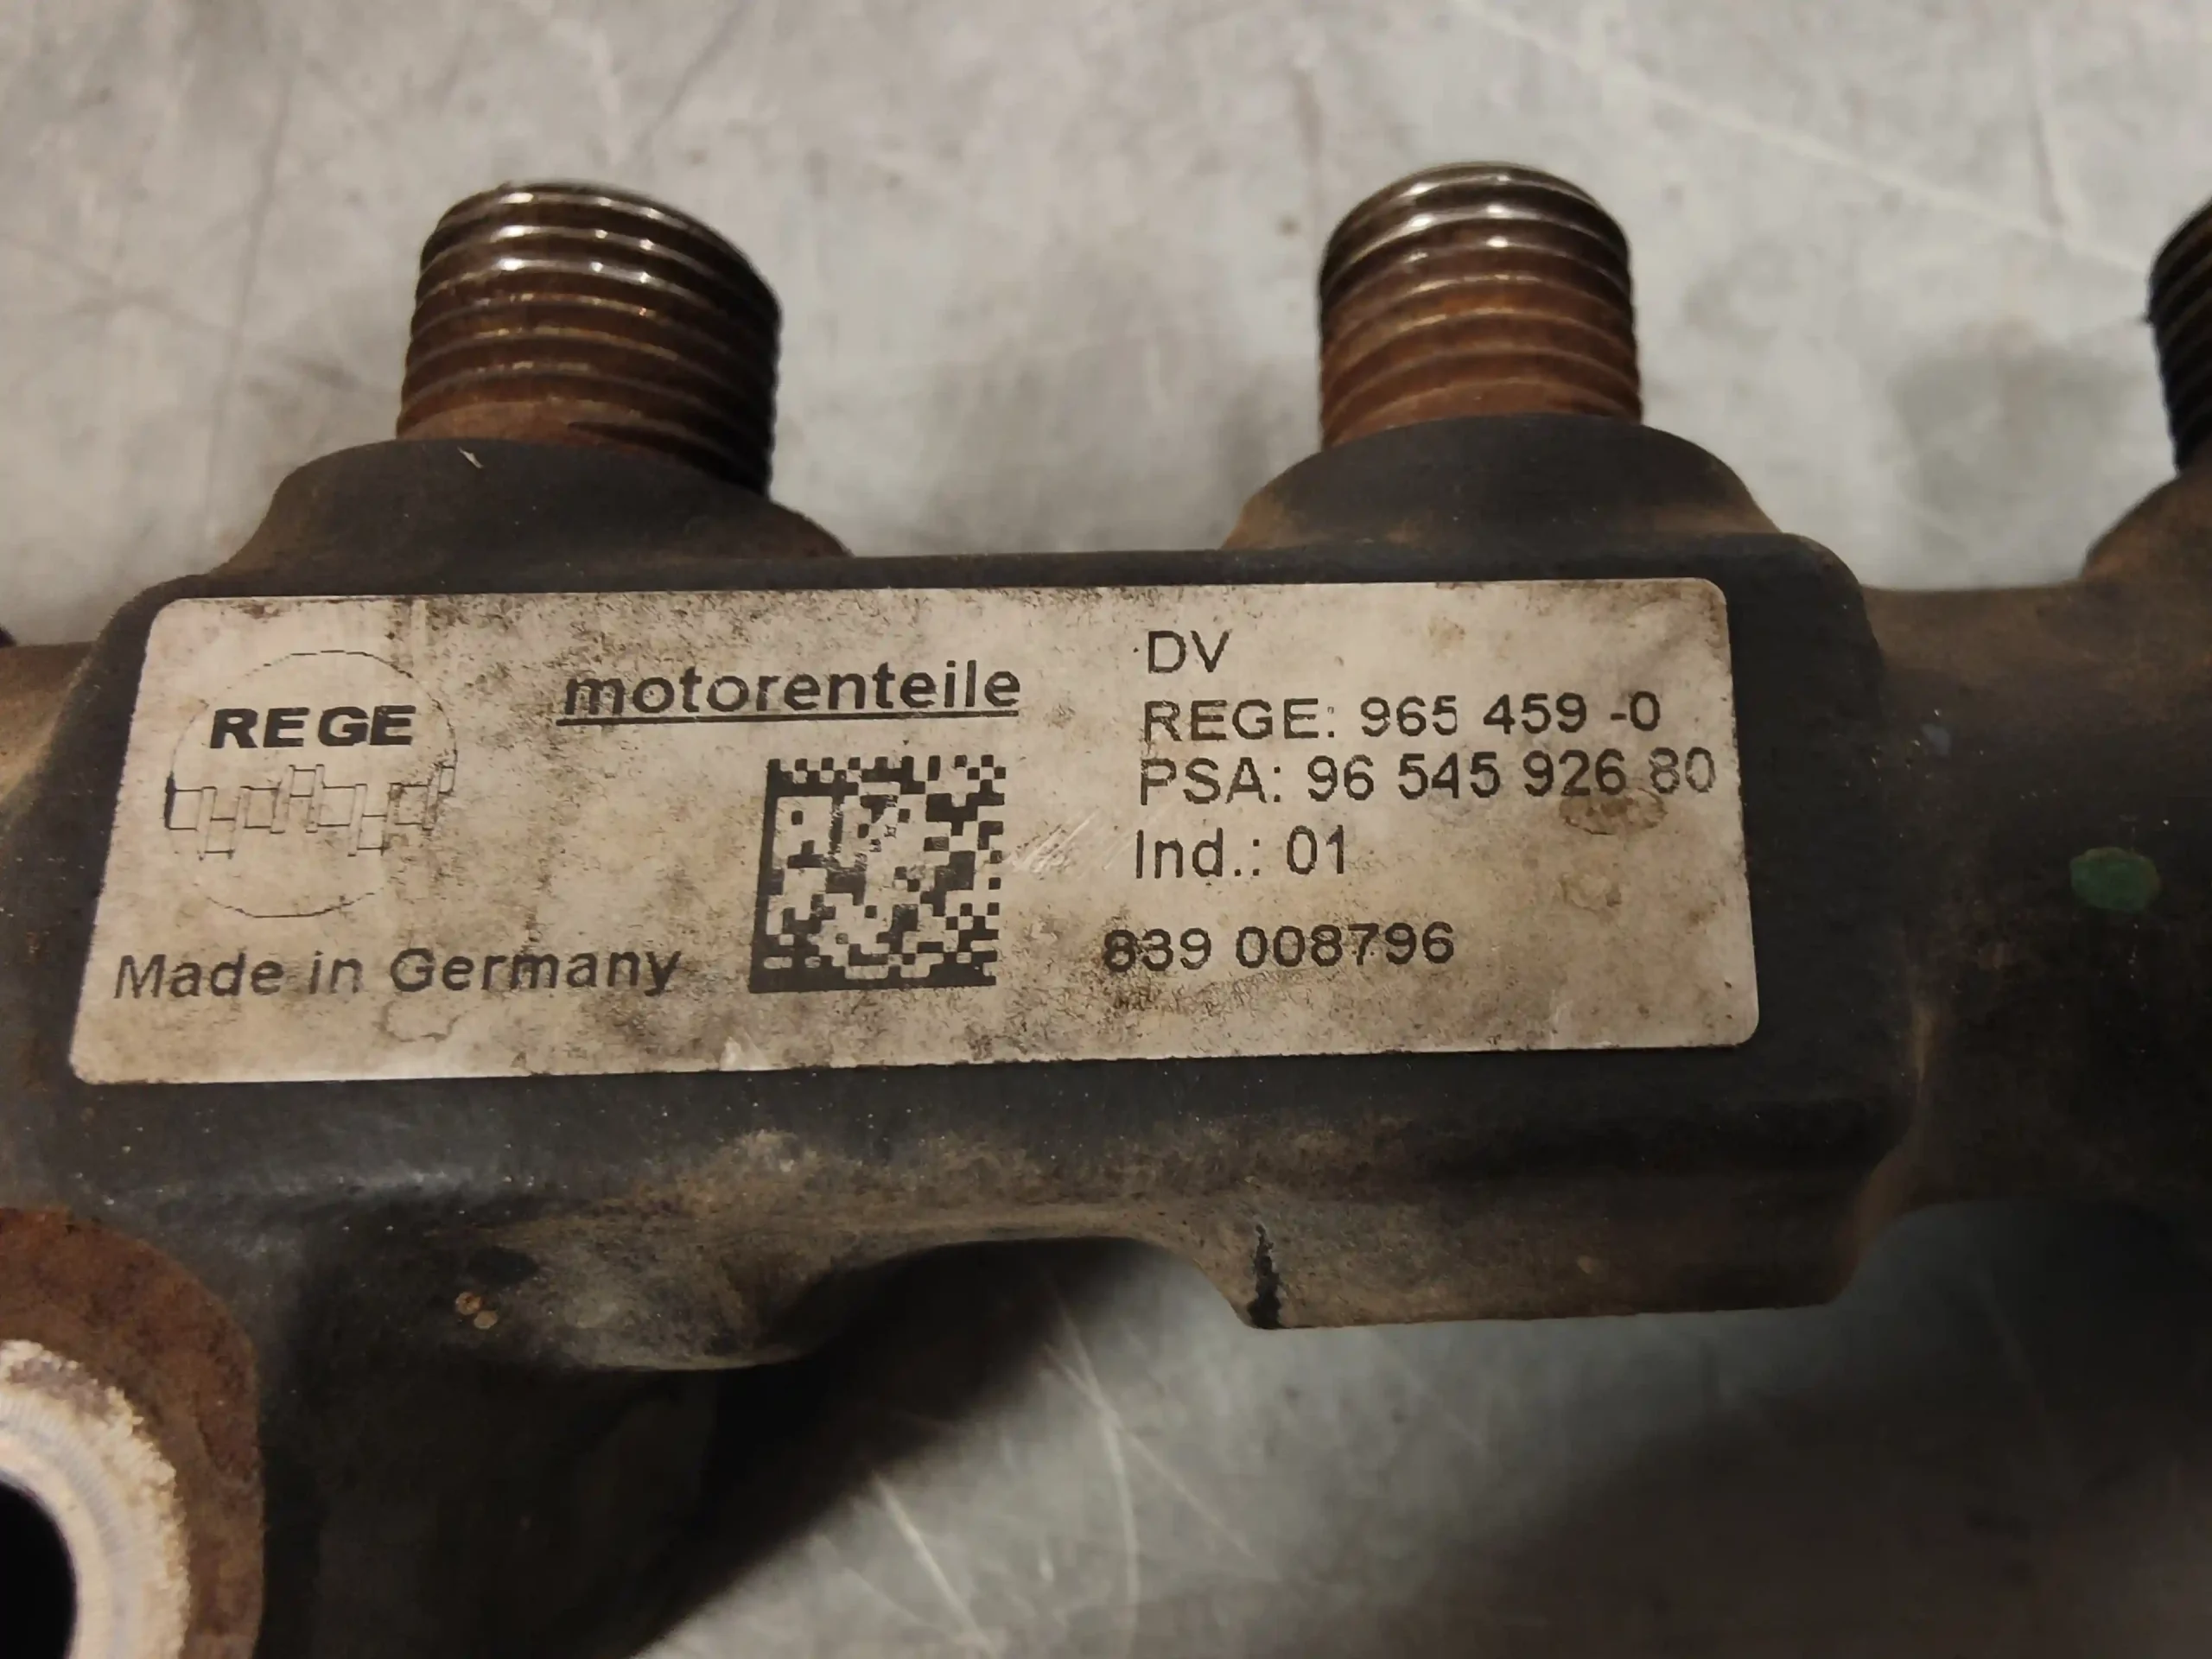 REGE
motorenteile
Made in Germany
DV
REGE: 965 459 -0
PSA: 96 545 926 80
Ind.: 01
839 008796